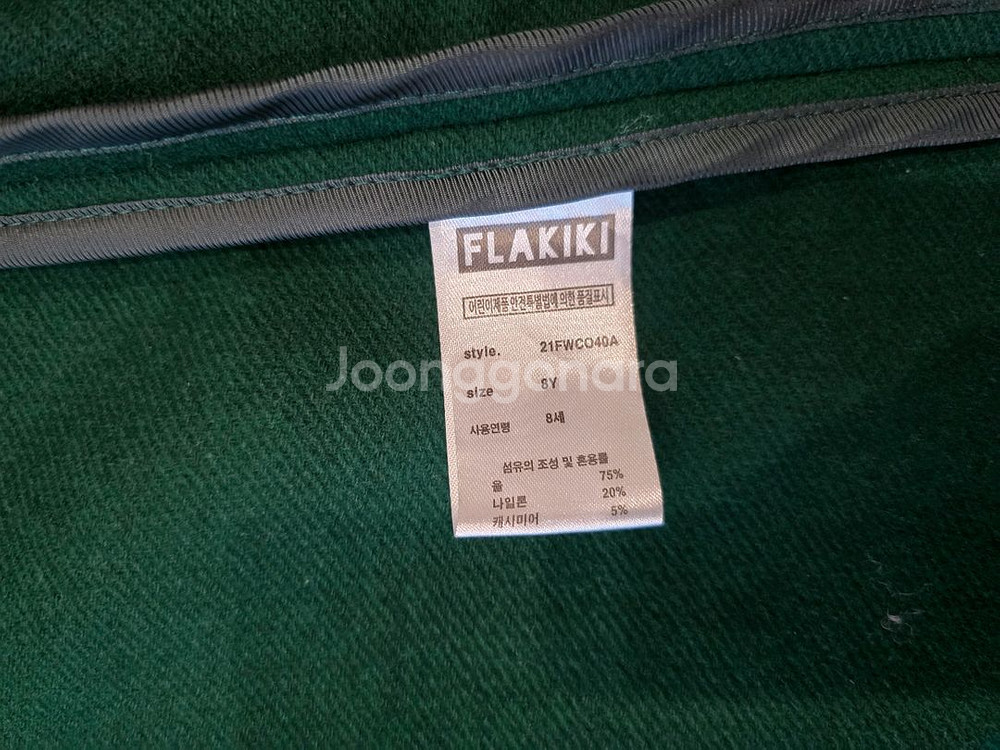 FLAKIKI
어린이제품 안전특별법에 의한 품질표시
style. 21FWCO40A
Joonggonara
size 8Y
사용연령 8세
섬유의 조성 및 혼용률
울 75%
나일론 20%
캐시미어 5%